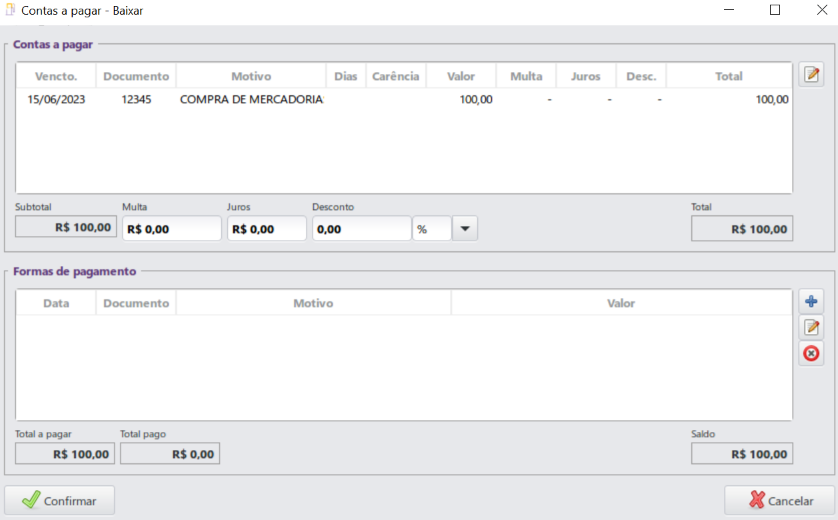 Contas a pagar - Baixar
Contas a pagar
Vencto. Documento Motivo Dias Carência Valor Multa Juros Desc. Total
15/06/2023 12345 COMPRA DE MERCADORIA 100,00 - - - 100,00
Subtotal Multa Juros Desconto Total
R$ 100,00 R$ 0,00 R$ 0,00 0,00 % R$ 100,00
Formas de pagamento
Data Documento Motivo Valor
Total a pagar Total pago Saldo
R$ 100,00 R$ 0,00 R$ 100,00
Confirmar Cancelar